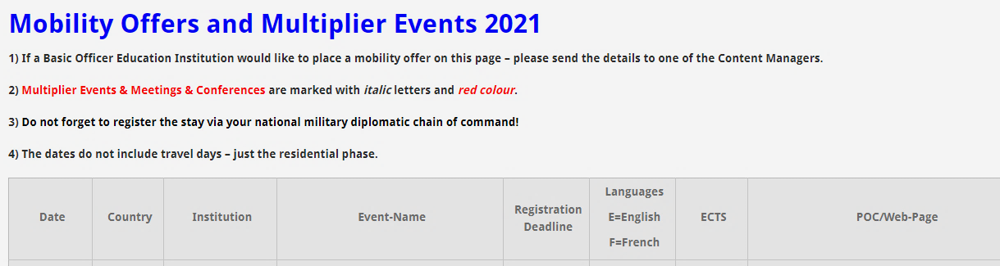 Mobility Offers and Multiplier Events 2021
1) If a Basic Officer Education Institution would like to place a mobility offer on this page – please send the details to one of the Content Managers.
2) Multiplier Events & Meetings & Conferences are marked with italic letters and red colour.
3) Do not forget to register the stay via your national military diplomatic chain of command!
4) The dates do not include travel days – just the residential phase.
Date
Country
Institution
Event-Name
Registration
Deadline
Languages
E=English
F=French
ECTS
POC/Web-Page